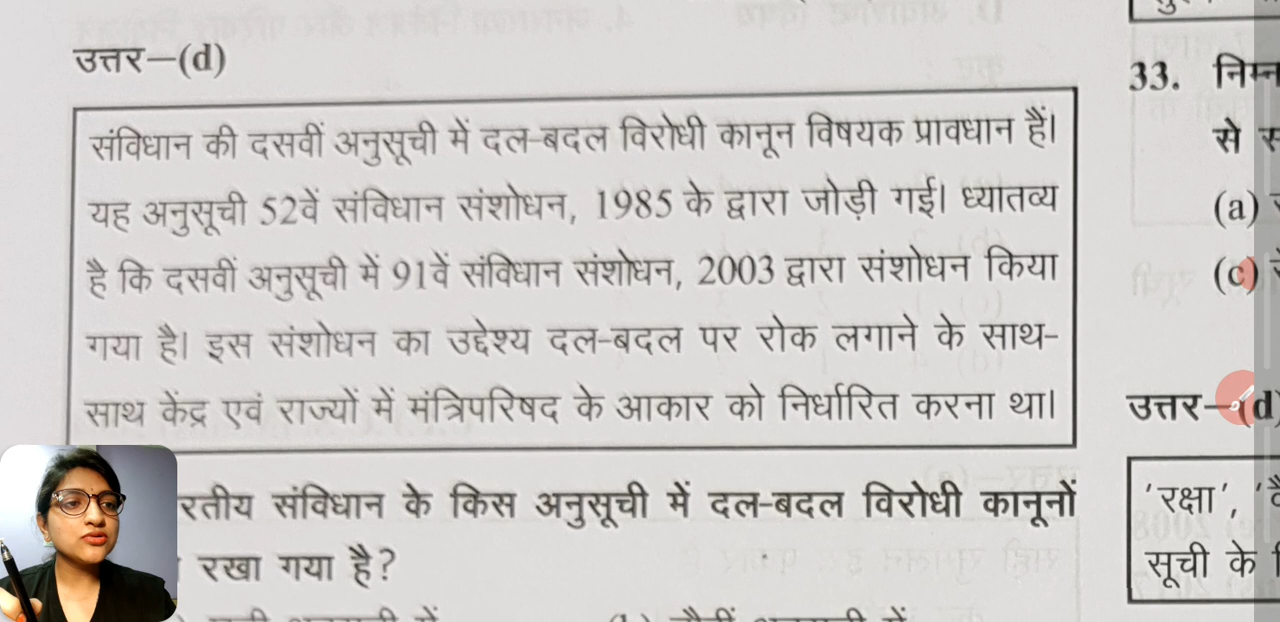 उत्तर–(d)
संविधान की दसवीं अनुसूची में दल-बदल विरोधी कानून विषयक प्रावधान हैं।
यह अनुसूची 52वें संविधान संशोधन, 1985 के द्वारा जोड़ी गई। ध्यातव्य
है कि दसवीं अनुसूची में 91वें संविधान संशोधन, 2003 द्वारा संशोधन किया
गया है। इस संशोधन का उद्देश्य दल-बदल पर रोक लगाने के साथ-
साथ केंद्र एवं राज्यों में मंत्रिपरिषद के आकार को निर्धारित करना था।
रतीय संविधान के किस अनुसूची में दल-बदल विरोधी कानूनों
रखा गया है?
33. निम्न
से
(a)
(c)
उत्तर–(d)
'रक्षा',
सूची के